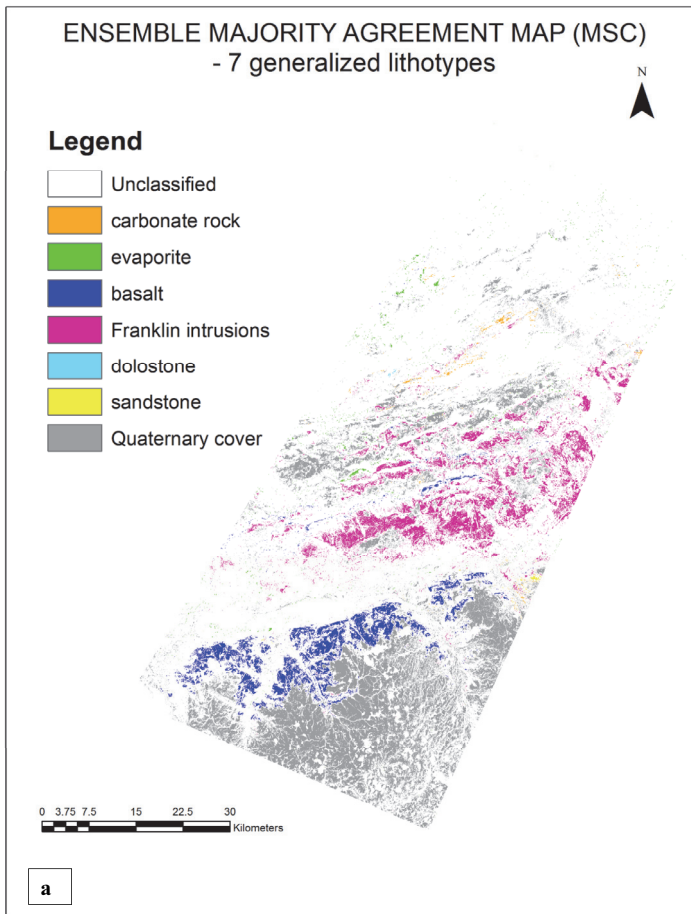 ENSEMBLE MAJORITY AGREEMENT MAP (MSC)
- 7 generalized lithotypes
N
Legend
Unclassified
carbonate rock
evaporite
basalt
Franklin intrusions
dolostone
sandstone
Quaternary cover
0 3.75 7.5 15 22.5 30
Kilometers
a